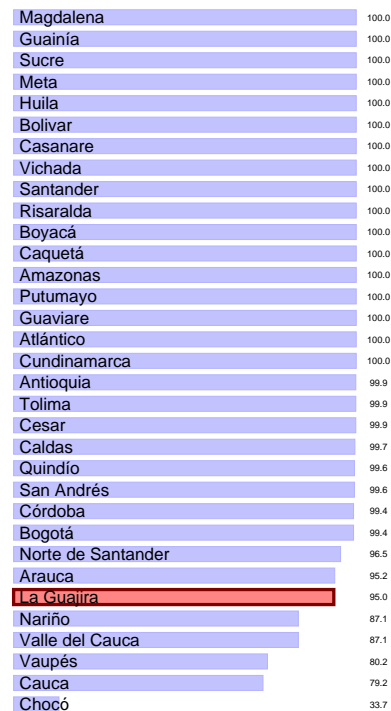 Magdalena 100.0
Guainía 100.0
Sucre 100.0
Meta 100.0
Huila 100.0
Bolivar 100.0
Casanare 100.0
Vichada 100.0
Santander 100.0
Risaralda 100.0
Boyacá 100.0
Caquetá 100.0
Amazonas 100.0
Putumayo 100.0
Guaviare 100.0
Atlántico 100.0
Cundinamarca 100.0
Antioquia 99.9
Tolima 99.9
Cesar 99.9
Caldas 99.7
Quindío 99.6
San Andrés 99.6
Córdoba 99.4
Bogotá 99.4
Norte de Santander 96.5
Arauca 95.2
La Guajira 95.0
Nariño 87.1
Valle del Cauca 87.1
Vaupés 80.2
Cauca 79.2
Chocó 33.7